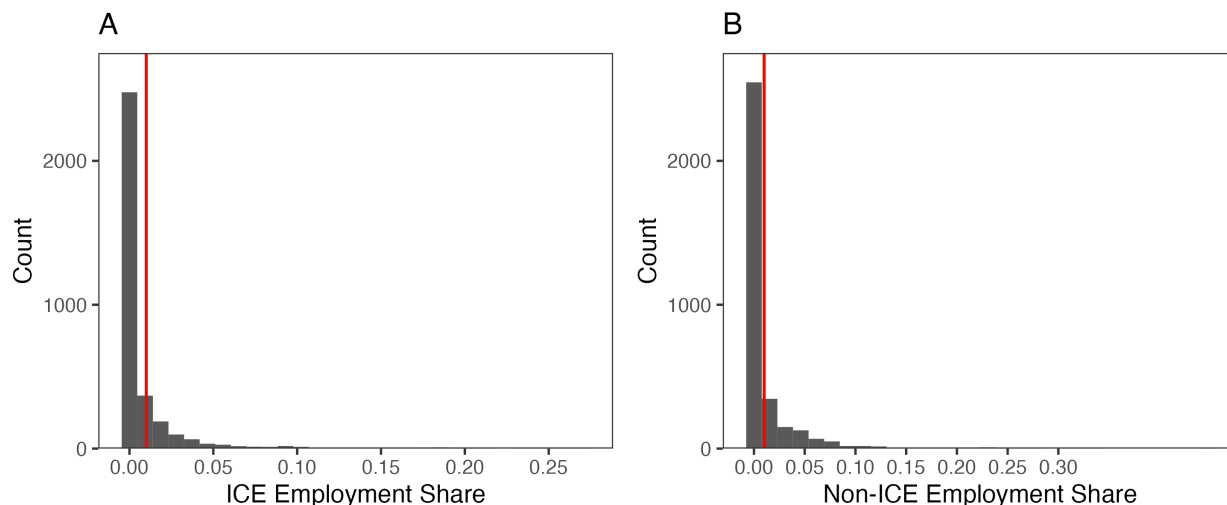 A
Count
2000
1000
0
0.00 0.05 0.10 0.15 0.20 0.25
ICE Employment Share
B
Count
2000
1000
0
0.00 0.05 0.10 0.15 0.20 0.25 0.30
Non-ICE Employment Share